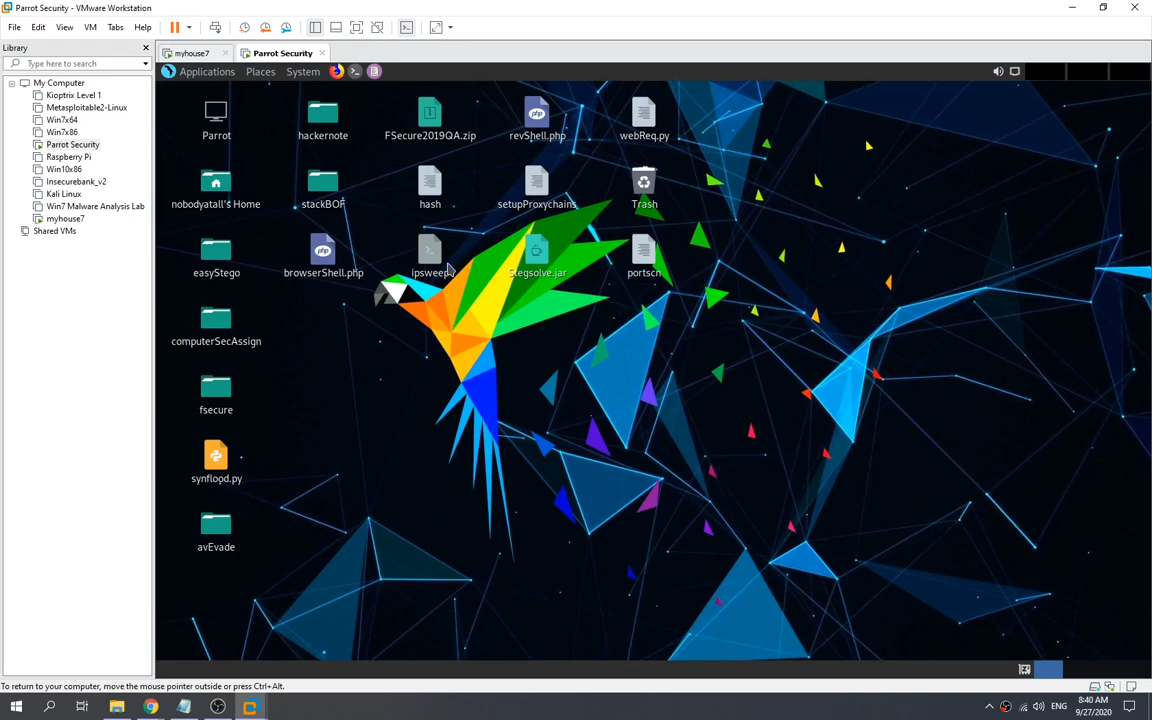 Parrot Security - VMware Workstation
File Edit View VM Tabs Help
Library
Type here to search
My Computer
Kioptrix Level 1
Metasploitable2-Linux
Win7x64
Win7x86
Parrot Security
Raspberry Pi
Win10x86
Insecurebank_v2
Kali Linux
Win7 Malware Analysis Lab
myhouse7
Shared VMs
myhouse7
Parrot Security
Applications Places System
Parrot
hackernote
FSecure2019QA.zip
revShell.php
webReq.py
nobodyatall's Home
stackBOF
hash
setupProxychains
Trash
easyStego
browserShell.php
ipsweep
Stegsolve.jar
portscn
computerSecAssign
fsecure
synflood.py
avEvade
To return to your computer, move the mouse pointer outside or press Ctrl+Alt.
ENG
8:40 AM
9/27/2020